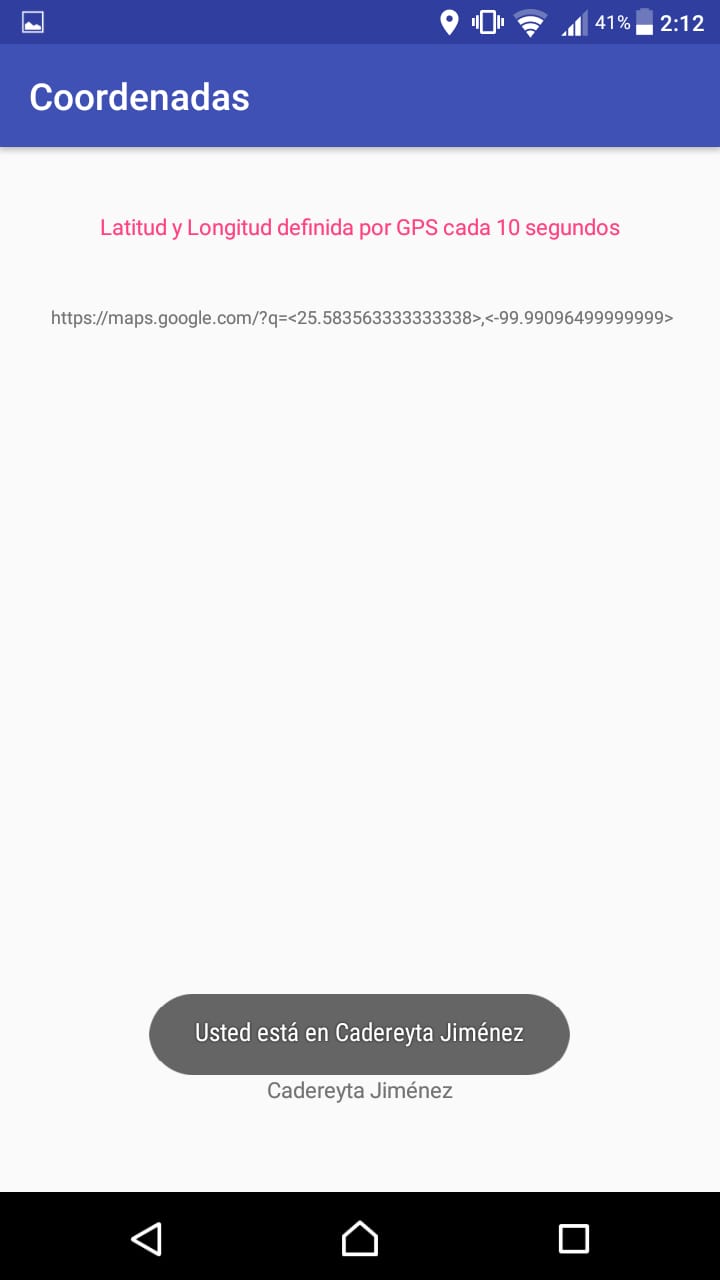 41% 2:12
Coordenadas
Latitud y Longitud definida por GPS cada 10 segundos
https://maps.google.com/?q=<25.583563333333338>,<-99.99096499999999>
Usted está en Cadereyta Jiménez
Cadereyta Jiménez